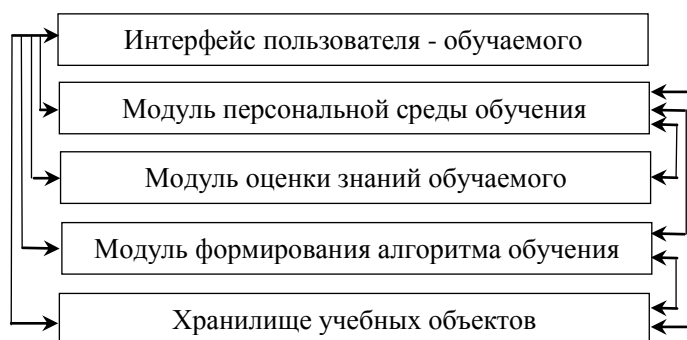 Интерфейс пользователя - обучаемого
Модуль персональной среды обучения
Модуль оценки знаний обучаемого
Модуль формирования алгоритма обучения
Хранилище учебных объектов